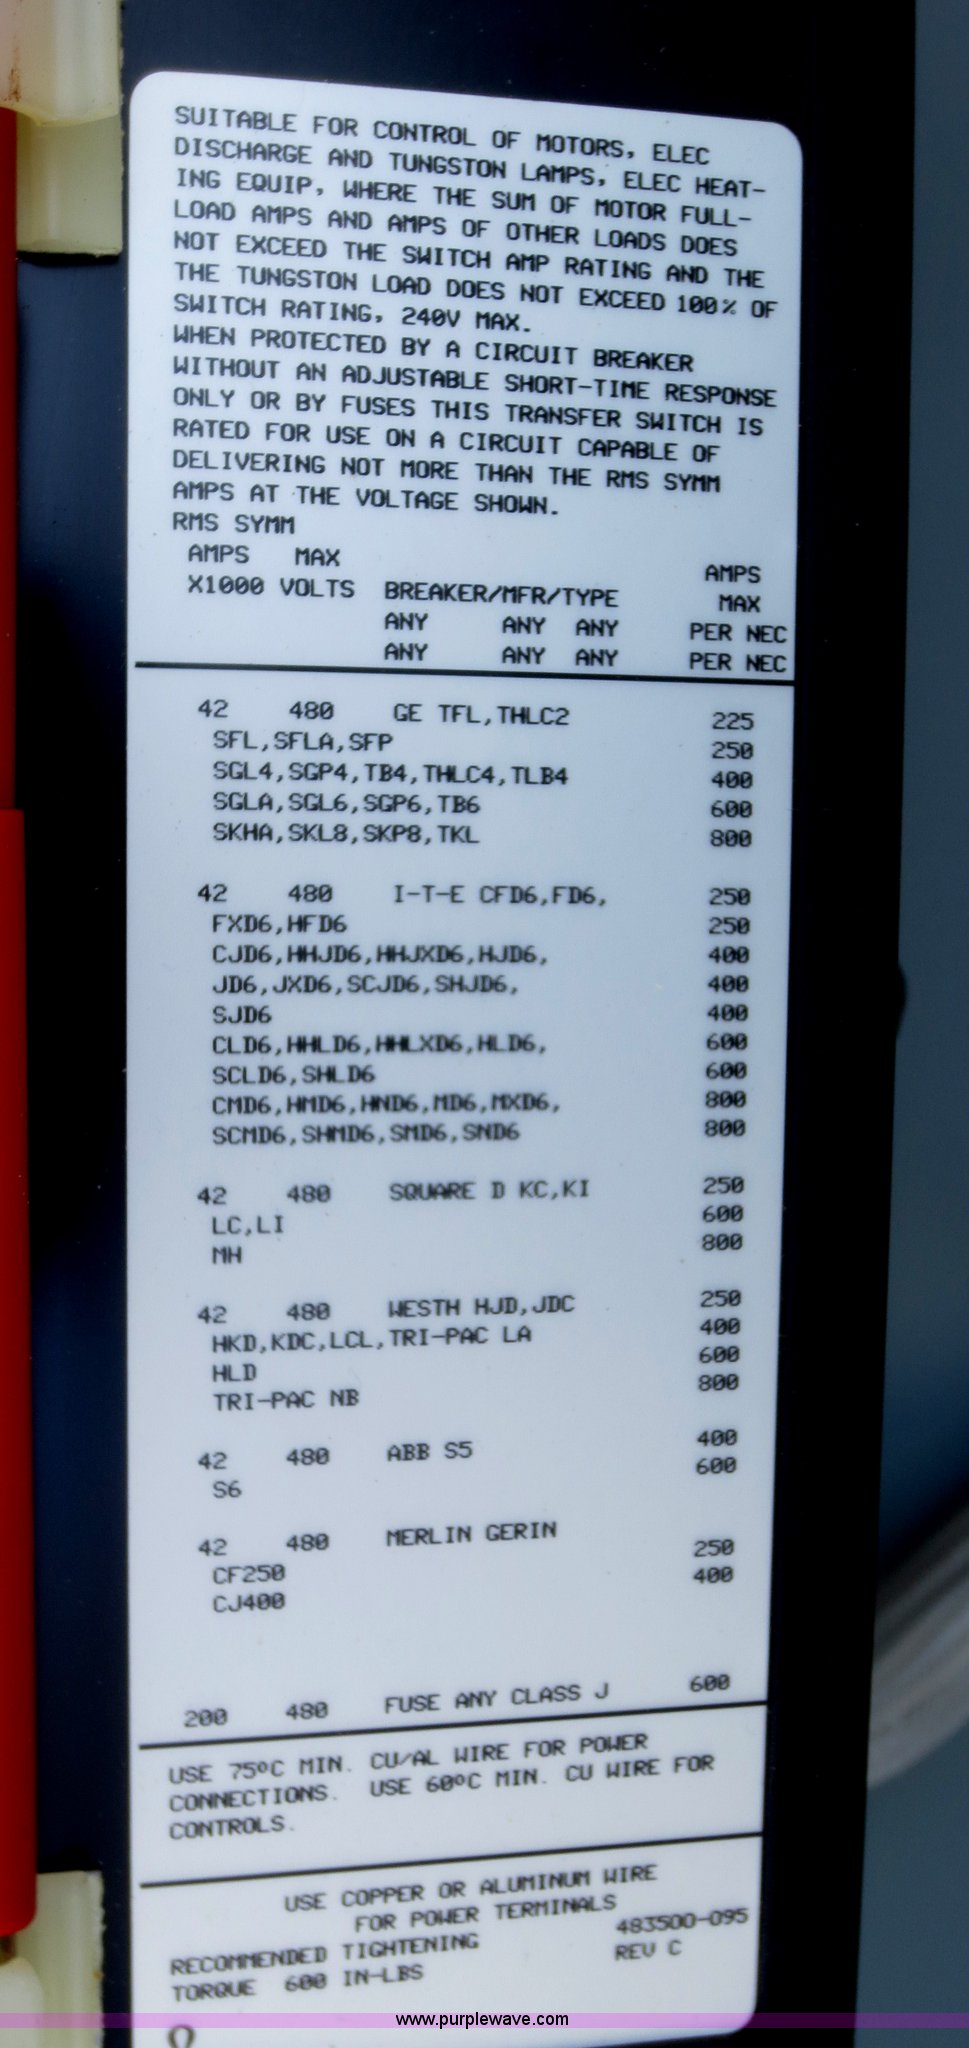 SUITABLE FOR CONTROL OF MOTORS, ELEC
DISCHARGE AND TUNGSTON LAMPS, ELEC HEAT-
ING EQUIP, WHERE THE SUM OF MOTOR FULL-
LOAD AMPS AND AMPS OF OTHER LOADS DOES
NOT EXCEED THE SWITCH AMP RATING AND THE
THE TUNGSTON LOAD DOES NOT EXCEED 100% OF
SWITCH RATING, 240V MAX.
WHEN PROTECTED BY A CIRCUIT BREAKER
WITHOUT AN ADJUSTABLE SHORT-TIME RESPONSE
ONLY OR BY FUSES THIS TRANSFER SWITCH IS
RATED FOR USE ON A CIRCUIT CAPABLE OF
DELIVERING NOT MORE THAN THE RMS SYMM
AMPS AT THE VOLTAGE SHOWN.
RMS SYMM
AMPS MAX AMPS
X1000 VOLTS BREAKER/MFR/TYPE MAX
ANY ANY ANY PER NEC
ANY ANY ANY PER NEC
42 480 GE TFL,THLC2 225
SFL,SFLA,SFP 250
SGL4,SGP4,TB4,THLC4,TLB4 400
SGLA,SGL6,SGP6,TB6 600
SKHA,SKL8,SKP8,TKL 800
42 480 I-T-E CFD6,FD6, 250
FXD6,HFD6 250
CJD6,HHJD6,HHJXD6,HJD6, 400
JD6,JXD6,SCJD6,SHJD6, 400
SJD6 400
CLD6,HHLD6,HHLXD6,HLD6, 600
SCLD6,SHLD6 600
CMD6,HMD6,HND6,MD6,MXD6, 800
SCMD6,SHMD6,SMD6,SND6 800
42 480 SQUARE D KC,KI 250
LC,LI 600
MH 800
42 480 WESTH HJD,JDC 250
HKD,KDC,LCL,TRI-PAC LA 400
HLD 600
TRI-PAC NB 800
42 480 ABB S5 400
S6 600
42 480 MERLIN GERIN
CF250 250
CJ400 400
200 480 FUSE ANY CLASS J 600
USE 75°C MIN. CU/AL WIRE FOR POWER
CONNECTIONS. USE 60°C MIN. CU WIRE FOR
CONTROLS.
USE COPPER OR ALUMINUM WIRE
FOR POWER TERMINALS
RECOMMENDED TIGHTENING 483500-095
TORQUE 600 IN-LBS REV C
www.purplewave.com